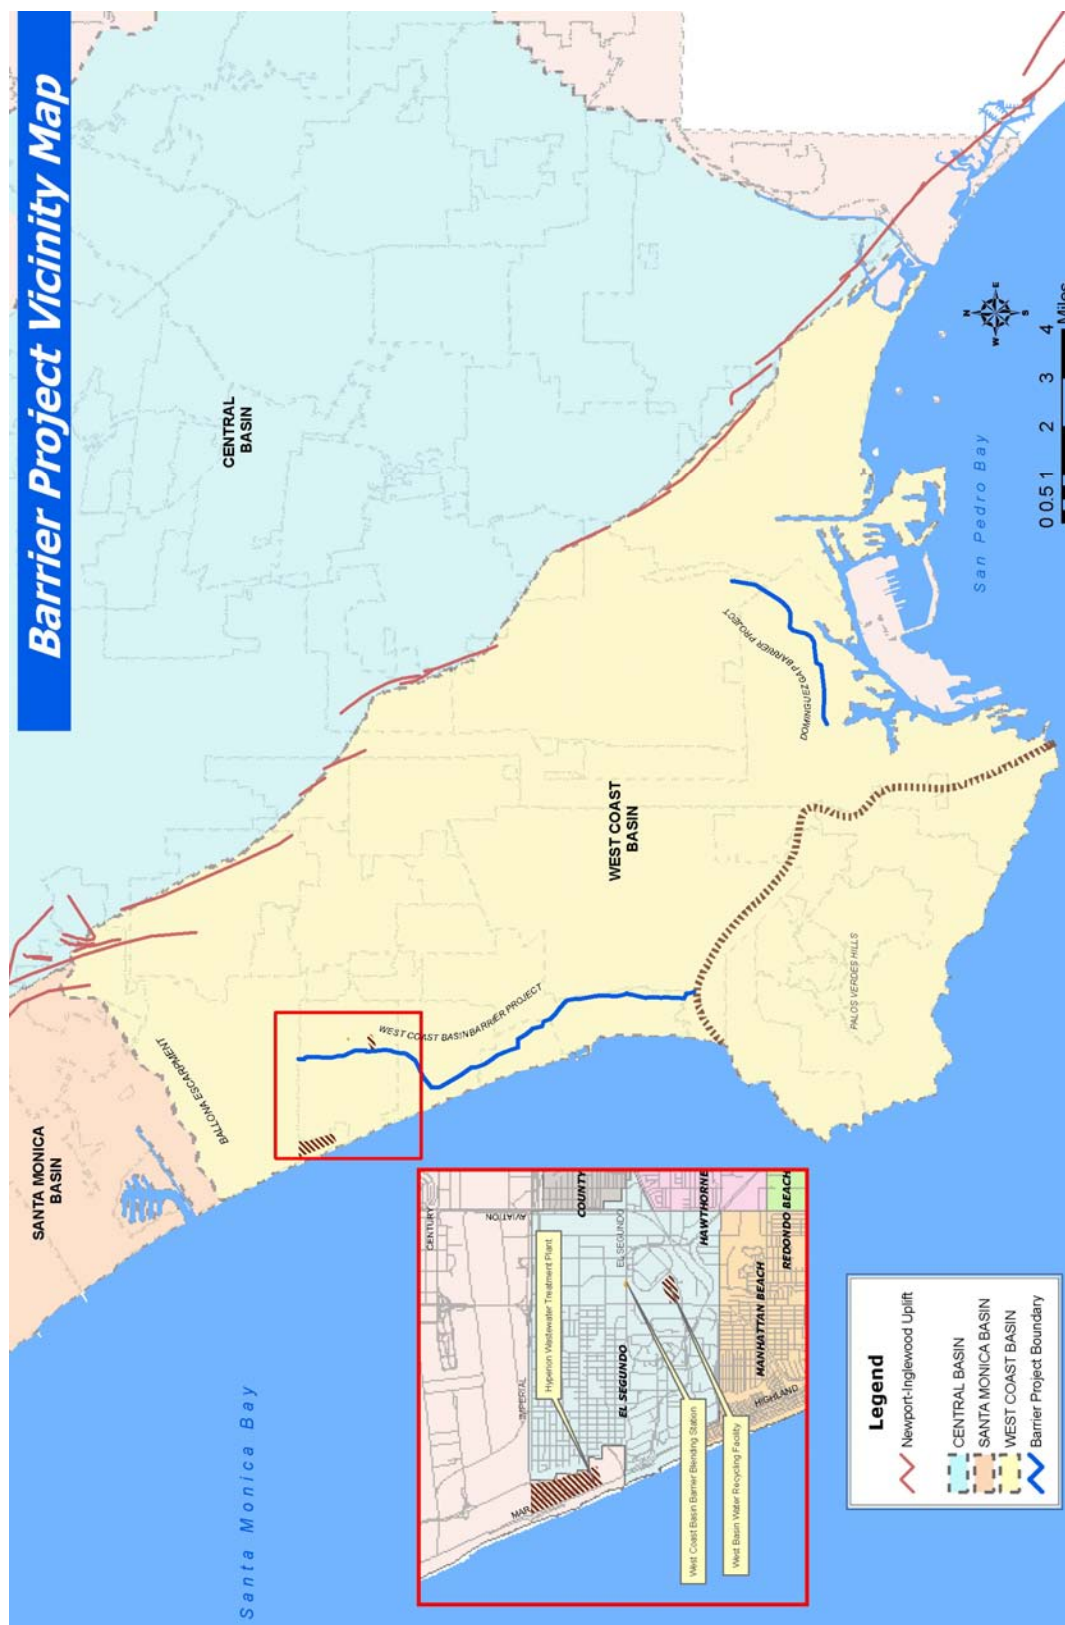 Barrier Project Vicinity Map
SANTA MONICA
BASIN
CENTRAL
BASIN
BALLONA ESCARPMENT
WEST COAST BASIN BARRIER PROJECT
WEST COAST
BASIN
DOMINGUEZ GAP BARRIER PROJECT
PALOS VERDES HILLS
Santa Monica Bay
San Pedro Bay
N
W
E
S
0 0.5 1 2 3 4
Miles
CENTURY
AVIATION
IMPERIAL
MAR
Hyperion Wastewater Treatment Plant
COUNTY
EL SEGUNDO
EL SEGUNDO
HAWTHORNE
MANHATTAN BEACH
REDONDO BEACH
HIGHLAND
West Coast Basin Barrier Blending Station
West Basin Water Recycling Facility
Legend
Newport-Inglewood Uplift
CENTRAL BASIN
SANTA MONICA BASIN
WEST COAST BASIN
Barrier Project Boundary